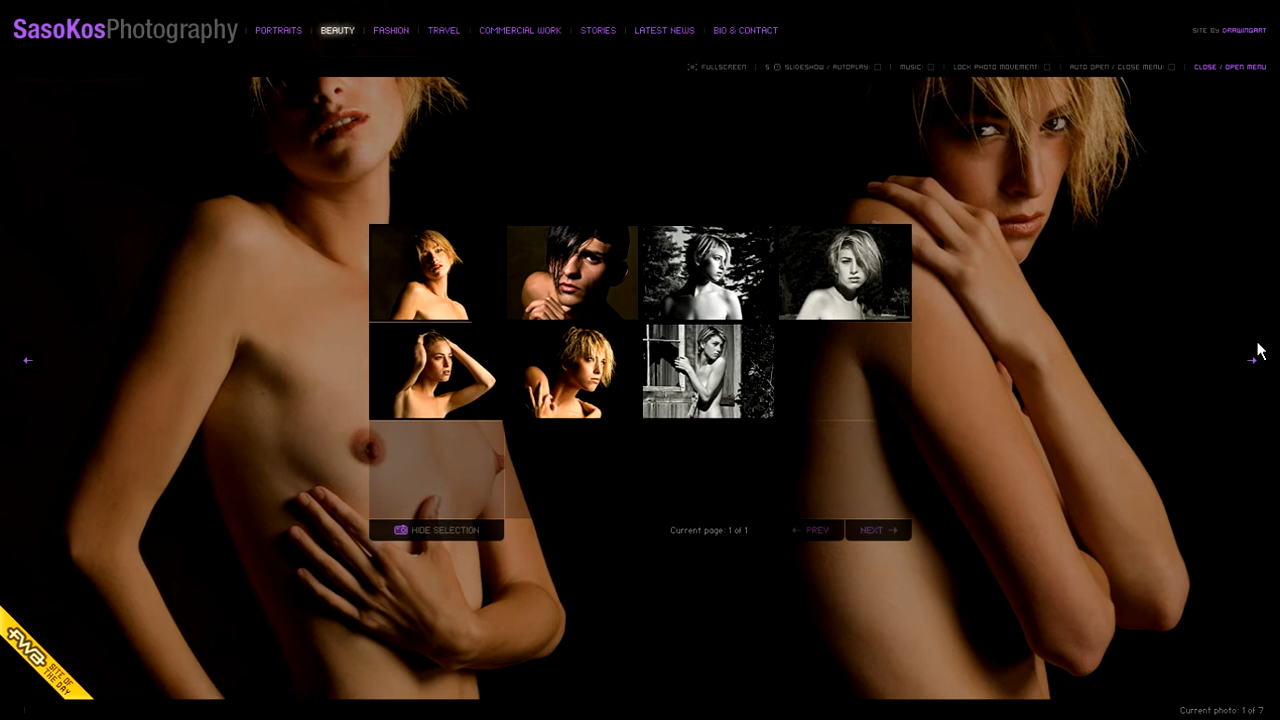 SasoKosPhotography
PORTRAITS | BEAUTY | FASHION | TRAVEL | COMMERCIAL WORK | STORIES | LATEST NEWS | BIO & CONTACT
SITE BY DRAWINGART
FULLSCREEN | 5 SLIDESHOW / AUTOPLAY: | MUSIC: | LOCK PHOTO MOVEMENT: | AUTO OPEN / CLOSE MENU: | CLOSE / OPEN MENU
HIDE SELECTION
Current page: 1 of 1
PREV
NEXT
FWA
SITE OF
THE DAY
Current photo: 1 of 7